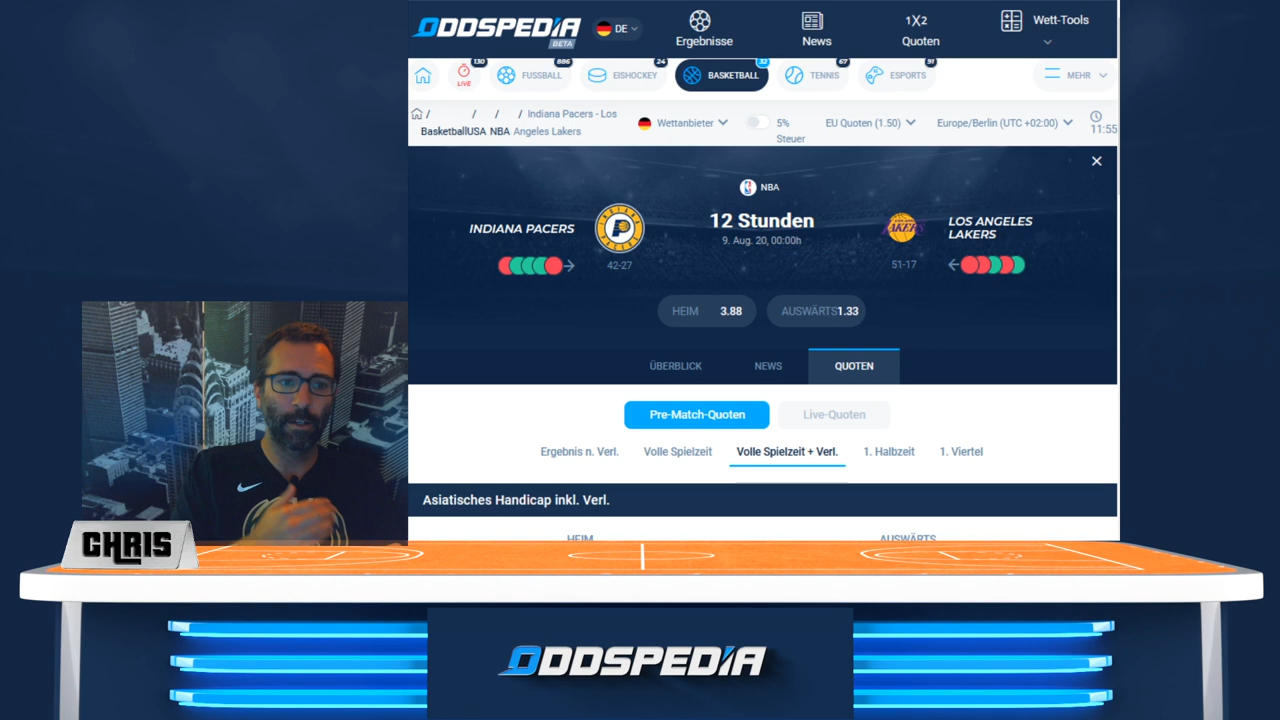 ODDSPEDIA
BETA
DE
Ergebnisse
News
1X2
Quoten
Wett-Tools
130
LIVE
886
FUSSBALL
24
EISHOCKEY
32
BASKETBALL
67
TENNIS
91
ESPORTS
MEHR
/ / / / Indiana Pacers - Los
Basketball USA NBA Angeles Lakers
Wettanbieter
5%
Steuer
EU Quoten (1.50)
Europe/Berlin (UTC +02:00)
11:55
NBA
INDIANA PACERS
12 Stunden
9. Aug. 20, 00:00h
LOS ANGELES
LAKERS
42-27
51-17
HEIM 3.88
AUSWÄRTS 1.33
ÜBERBLICK
NEWS
QUOTEN
Pre-Match-Quoten
Live-Quoten
Ergebnis n. Verl.
Volle Spielzeit
Volle Spielzeit + Verl.
1. Halbzeit
1. Viertel
Asiatisches Handicap inkl. Verl.
HEIM
AUSWÄRTS
CHRIS
ODDSPEDIA